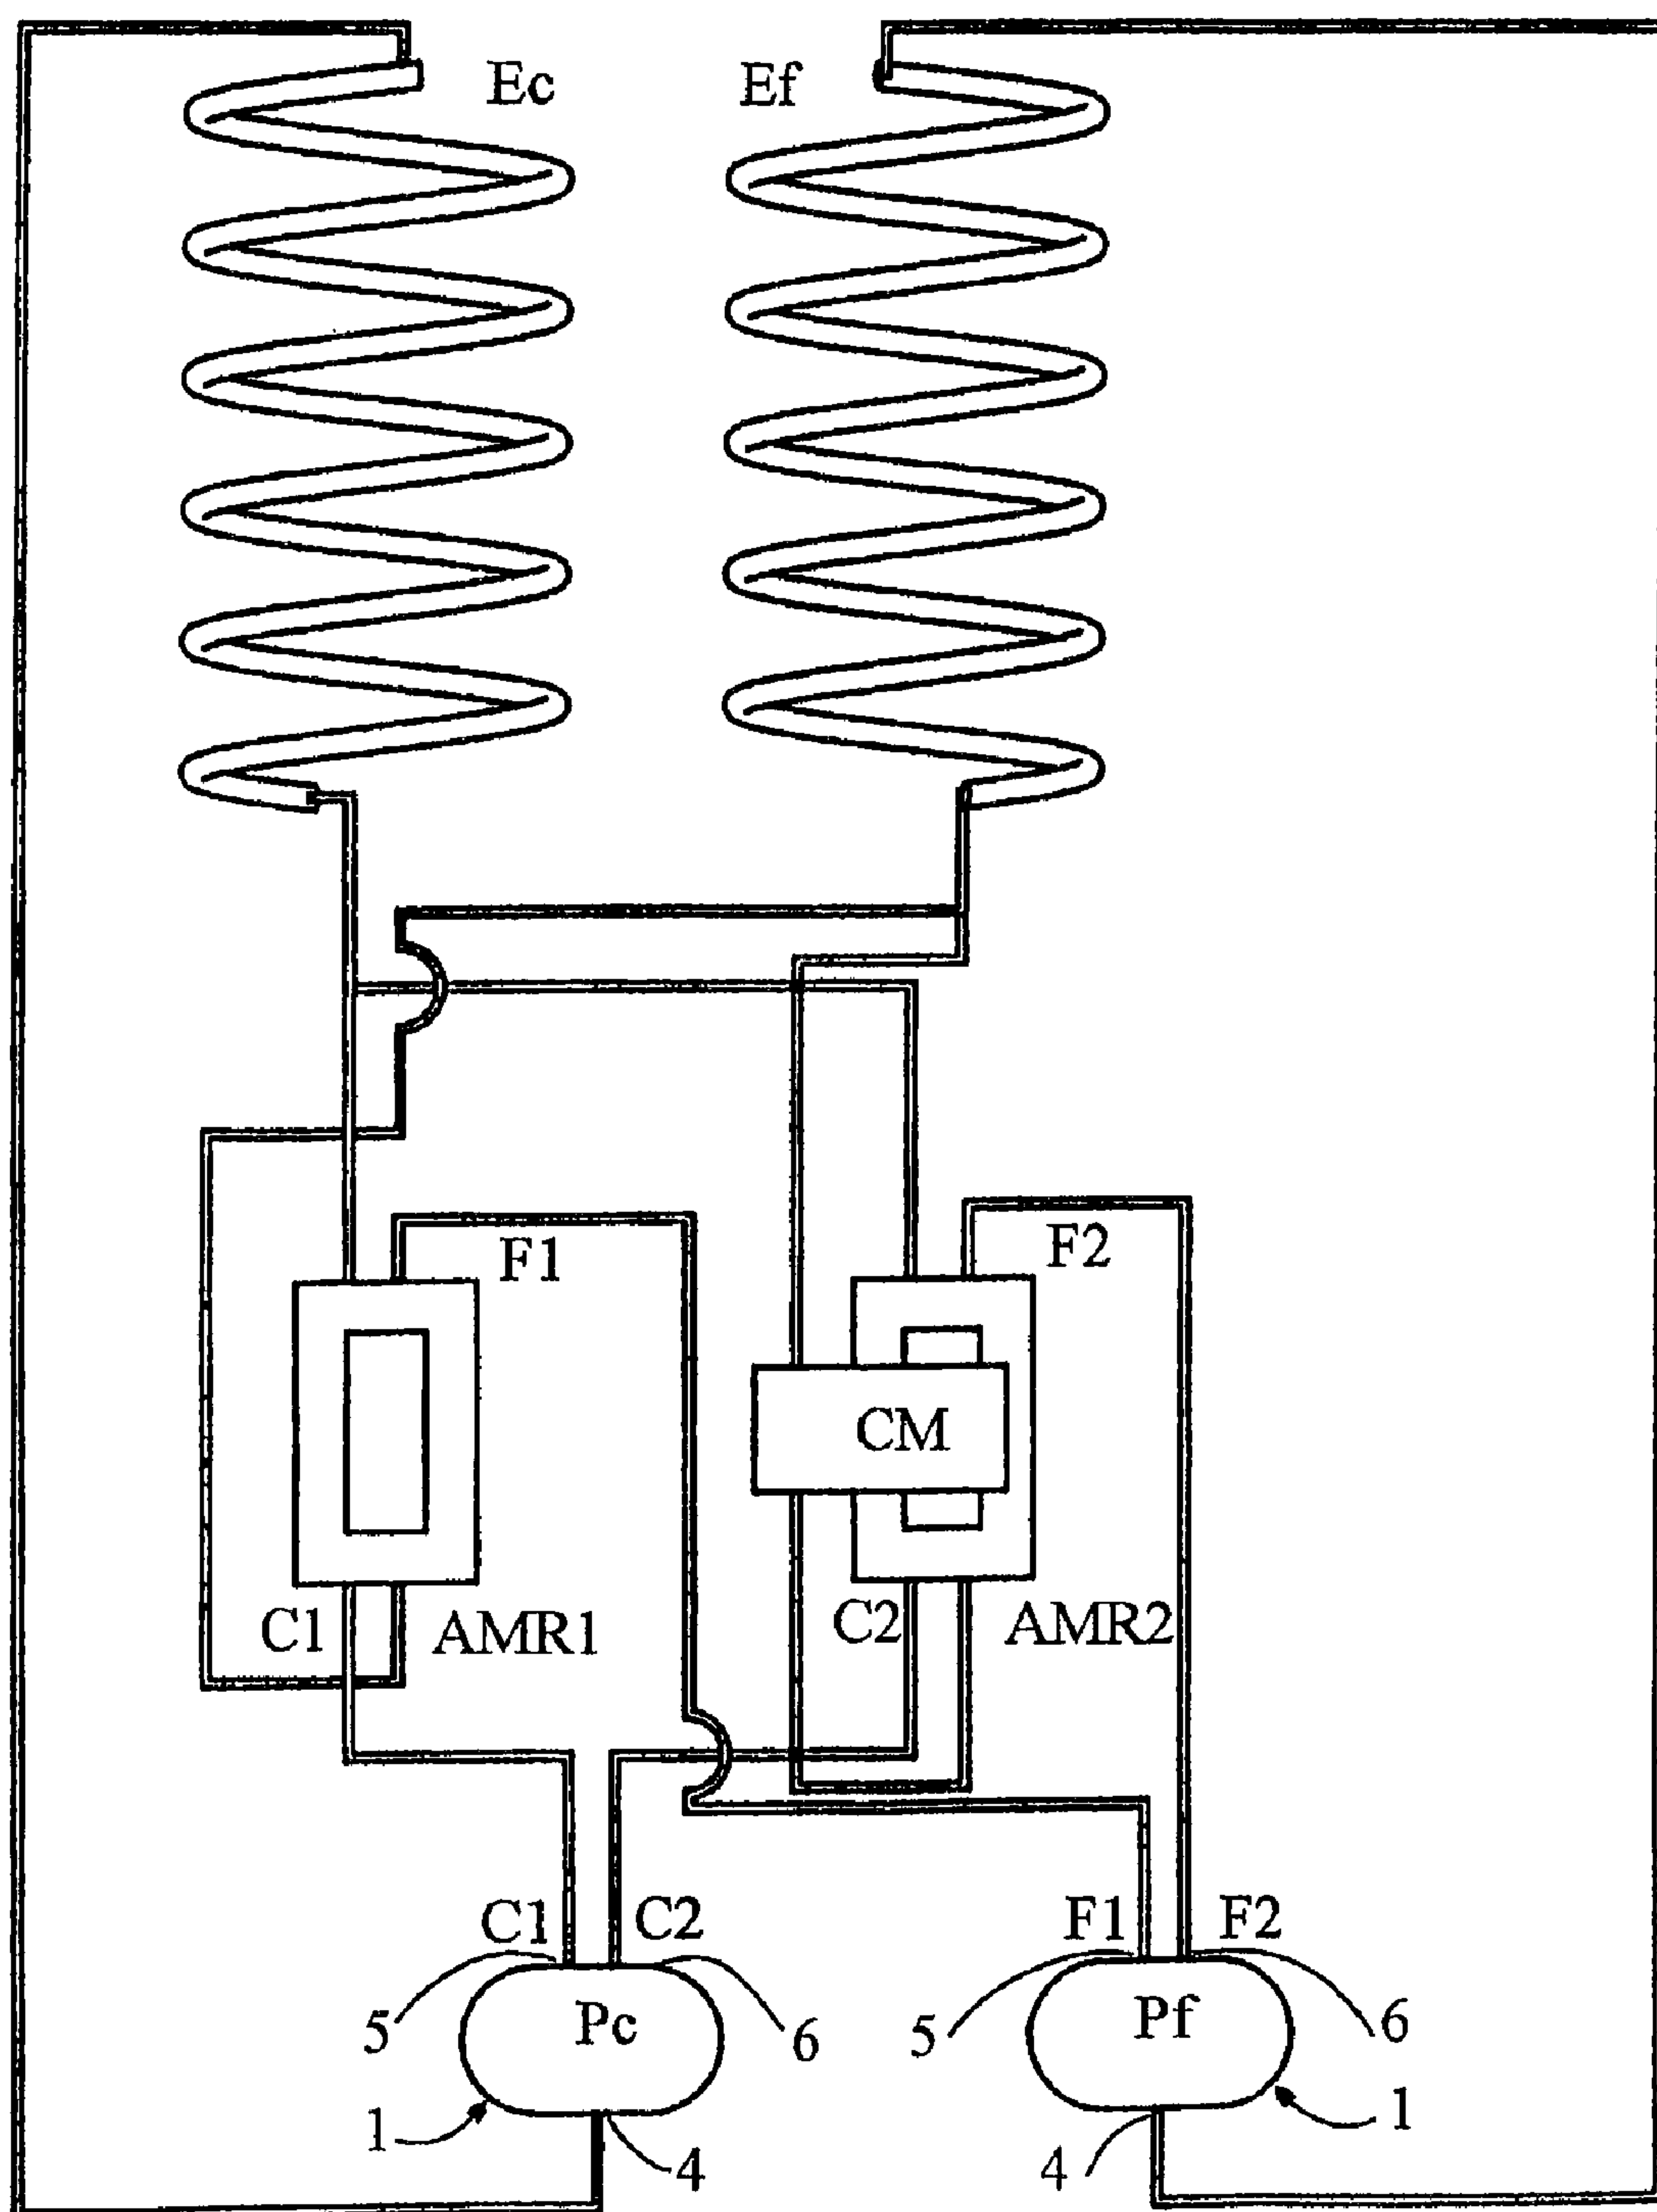 Ec Ef
F1 F2
CM
C1 AMR1 C2 AMR2
C1 C2 F1 F2
5 Pc 6 5 Pf 6
1 4 4 1